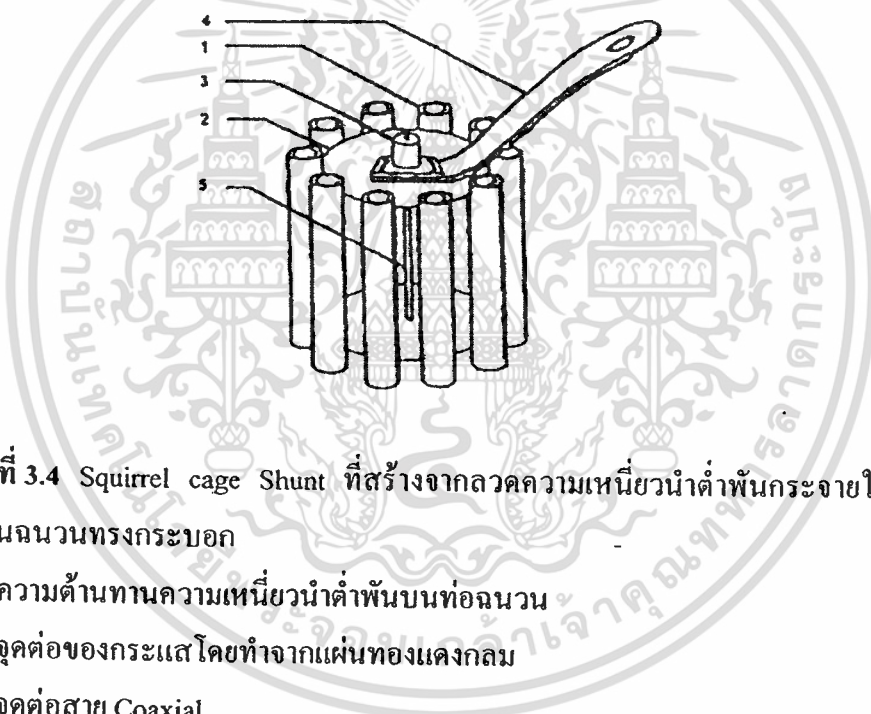 4
1
3
2
5
ที่ 3.4 Squirrel cage Shunt ที่สร้างจากลวดความเหนี่ยวนำต่ำพันกระจายใ
นฉนวนทรงกระบอก
ความต้านทานความเหนี่ยวนำต่ำพันบนท่อฉนวน
จุดต่อของกระแสโดยทำจากแผ่นทองแดงกลม
จุดต่อสาย Coaxial